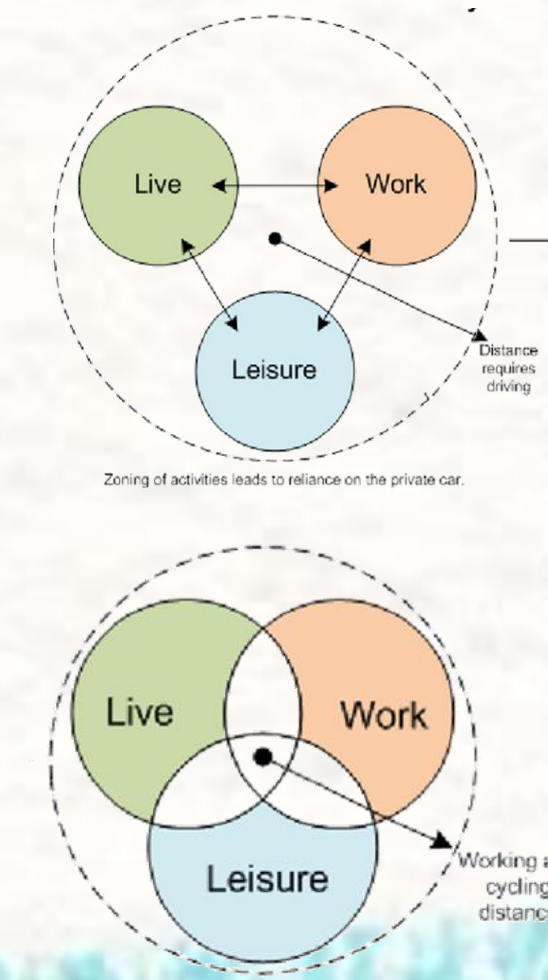 Live
Work
Leisure
Distance
requires
driving
Zoning of activities leads to reliance on the private car.
Live
Work
Leisure
Working
cycling